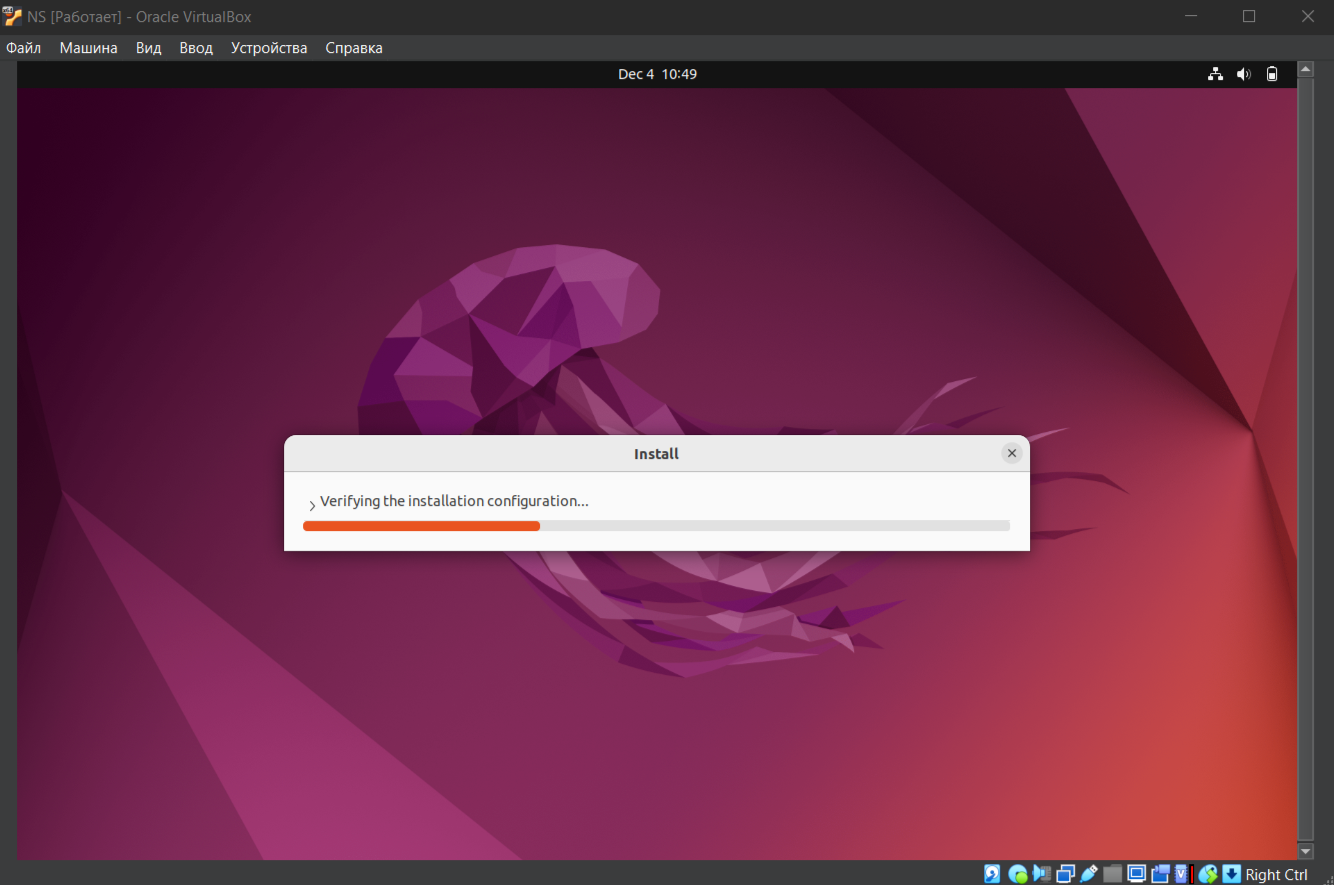 NS [Работает] - Oracle VirtualBox
Файл Машина Вид Ввод Устройства Справка
Dec 4 10:49
Install
Verifying the installation configuration...
Right Ctrl